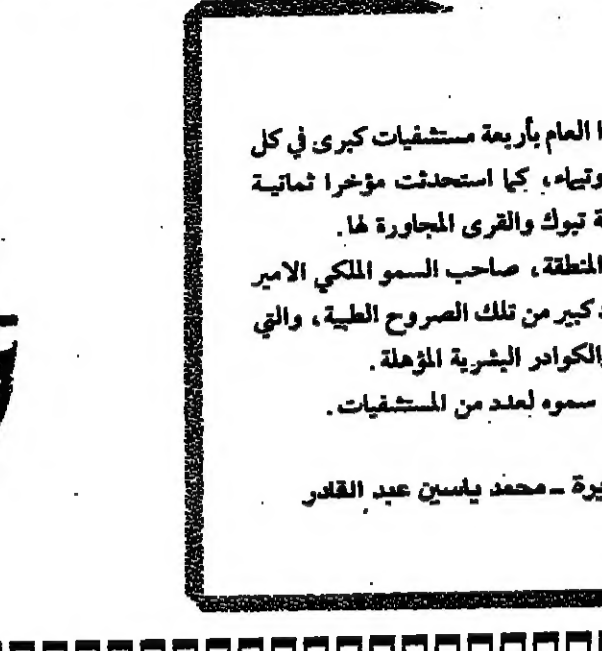 ا العام بأربعة مستشفيات كبرى في كل
وتيماء، كما استحدثت مؤخرا ثمانية
ة تبوك والقرى المجاورة لها.
المنطقة، صاحب السمو الملكي الامير
كبير من تلك الصروح الطبية، والتي
الكوادر البشرية المؤهلة.
سموه لعدد من المستشفيات.
يرة ـ محمد ياسين عبد القادر